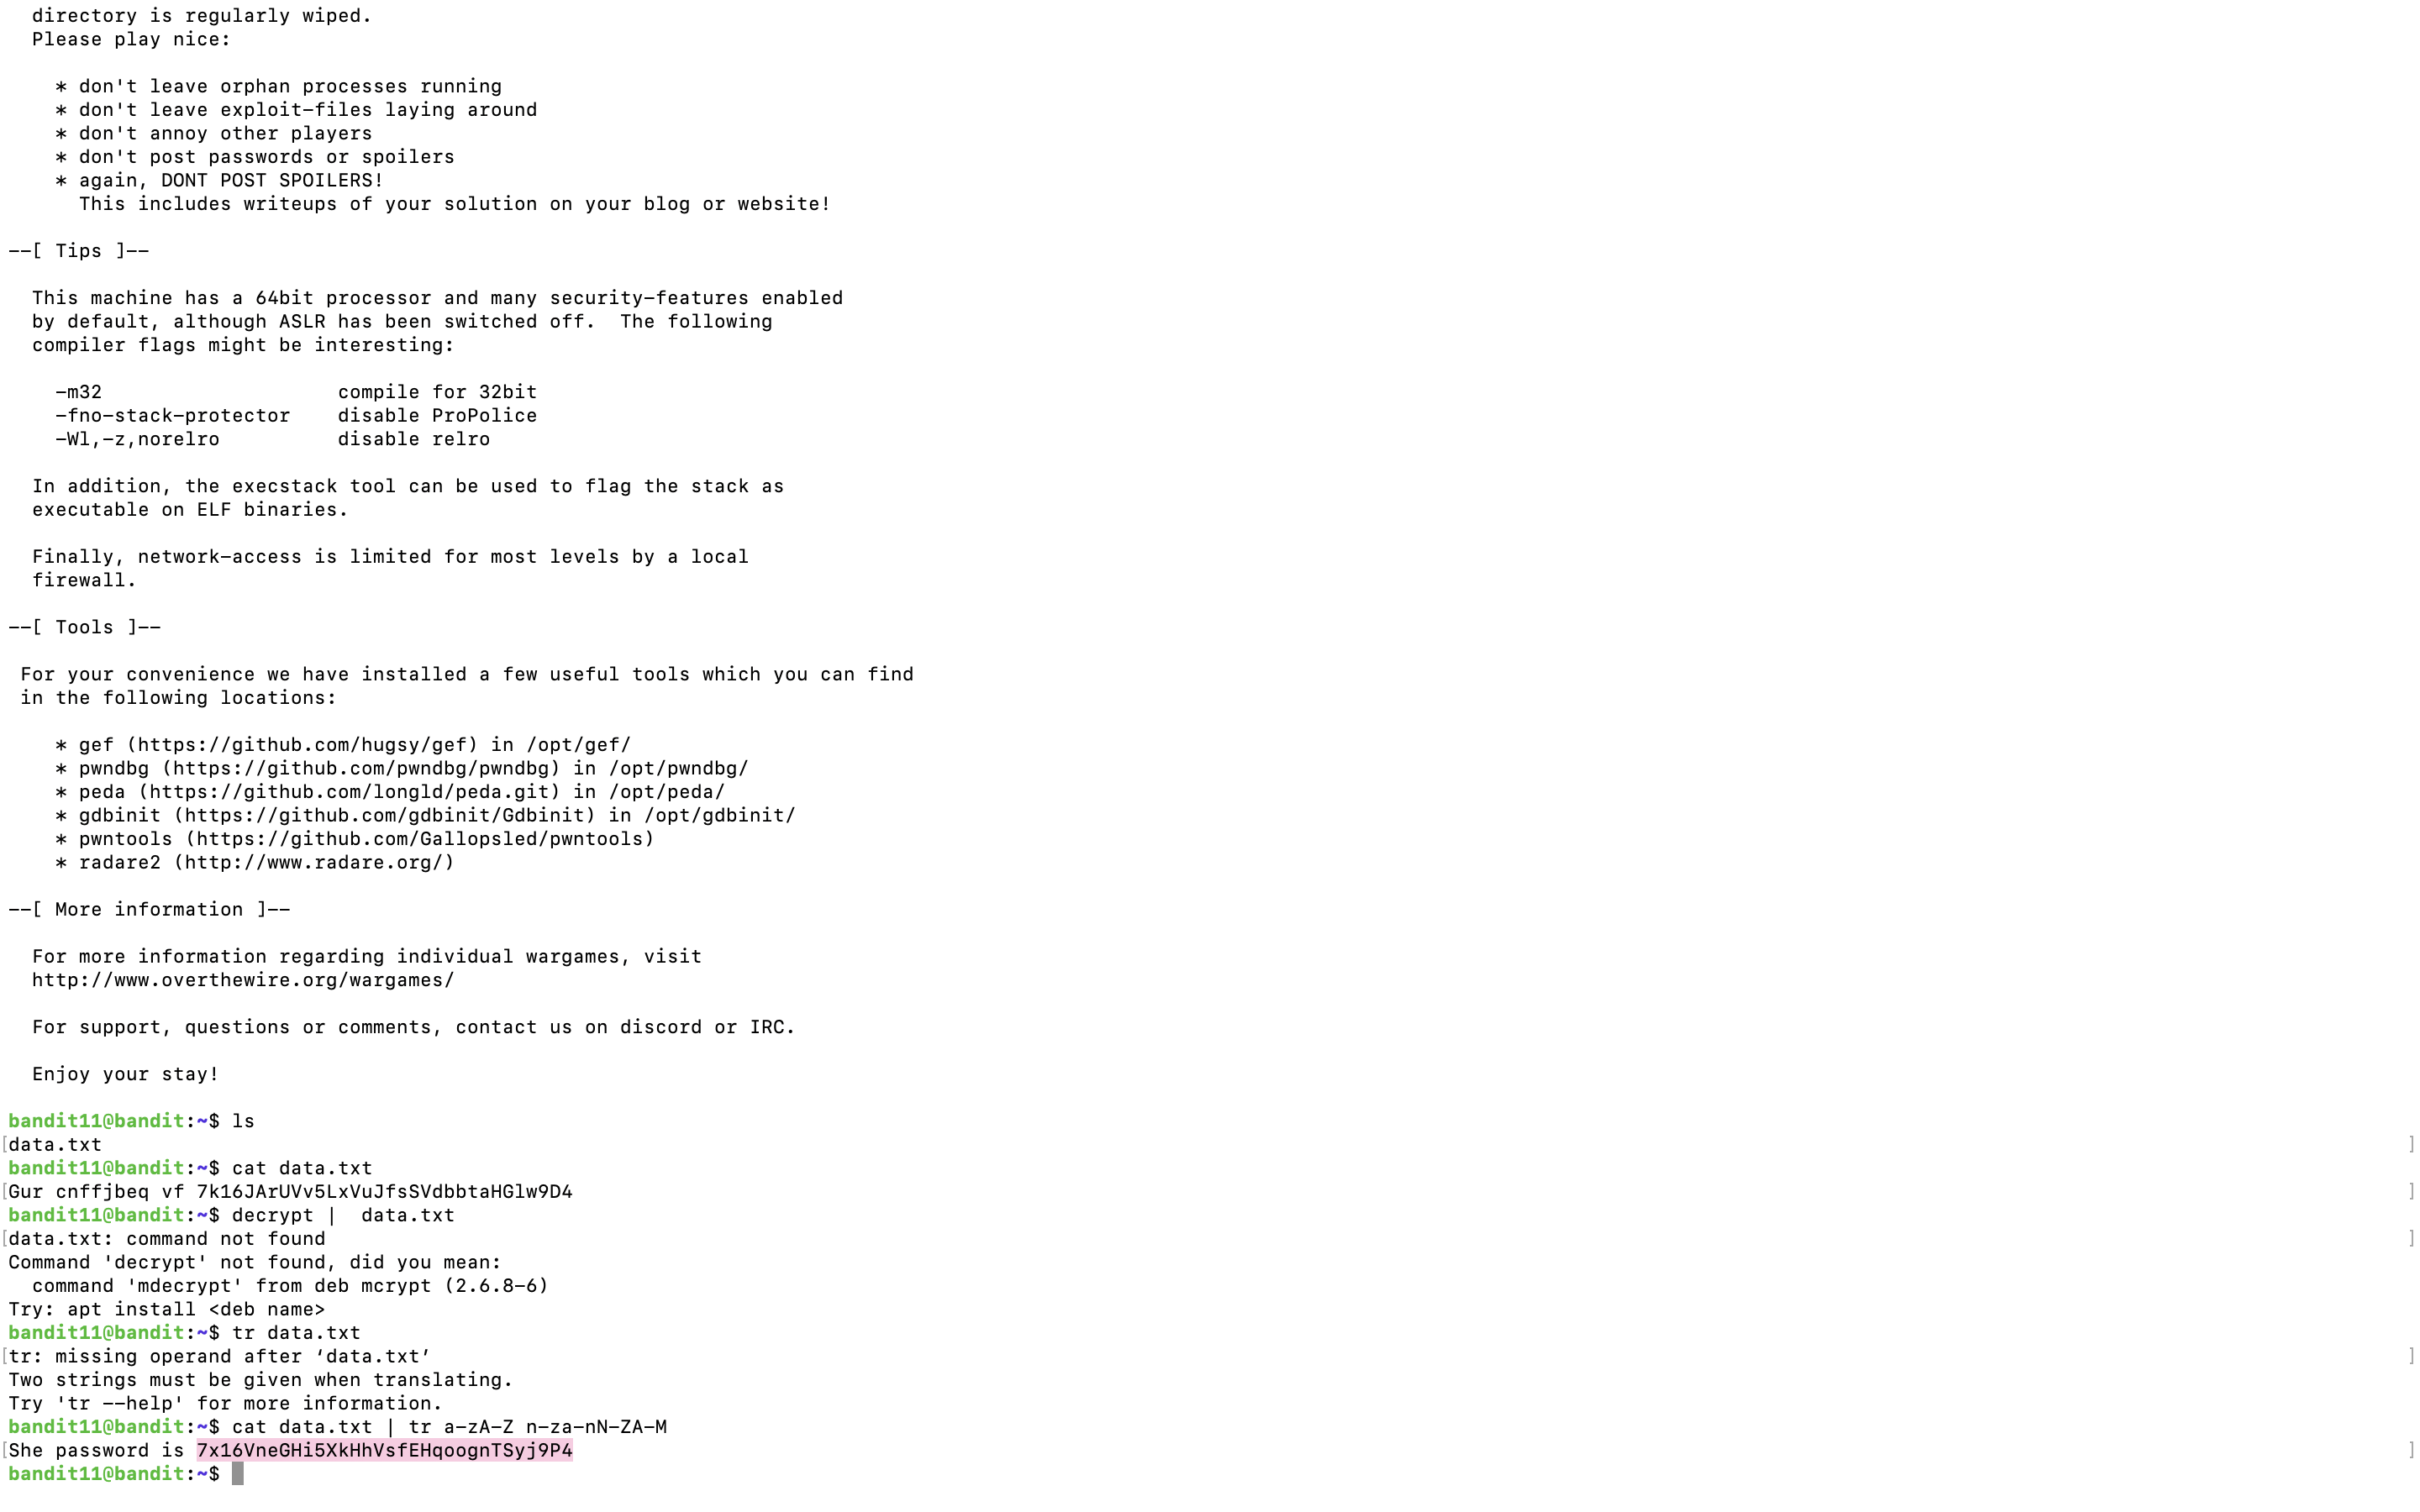 directory is regularly wiped.
Please play nice:
* don't leave orphan processes running
* don't leave exploit-files laying around
* don't annoy other players
* don't post passwords or spoilers
* again, DONT POST SPOILERS!
This includes writeups of your solution on your blog or website!
--[ Tips ]--
This machine has a 64bit processor and many security-features enabled
by default, although ASLR has been switched off.  The following
compiler flags might be interesting:
-m32                    compile for 32bit
-fno-stack-protector    disable ProPolice
-Wl,-z,norelro          disable relro
In addition, the execstack tool can be used to flag the stack as
executable on ELF binaries.
Finally, network-access is limited for most levels by a local
firewall.
--[ Tools ]--
For your convenience we have installed a few useful tools which you can find
in the following locations:
* gef (https://github.com/hugsy/gef) in /opt/gef/
* pwndbg (https://github.com/pwndbg/pwndbg) in /opt/pwndbg/
* peda (https://github.com/longld/peda.git) in /opt/peda/
* gdbinit (https://github.com/gdbinit/Gdbinit) in /opt/gdbinit/
* pwntools (https://github.com/Gallopsled/pwntools)
* radare2 (http://www.radare.org/)
--[ More information ]--
For more information regarding individual wargames, visit
http://www.overthewire.org/wargames/
For support, questions or comments, contact us on discord or IRC.
Enjoy your stay!
bandit11@bandit:~$ ls
[data.txt ]
bandit11@bandit:~$ cat data.txt
[Gur cnffjbeq vf 7k16JArUVv5LxVuJfsSVdbbtaHGlw9D4 ]
bandit11@bandit:~$ decrypt |  data.txt
[data.txt: command not found ]
Command 'decrypt' not found, did you mean:
command 'mdecrypt' from deb mcrypt (2.6.8-6)
Try: apt install <deb name>
bandit11@bandit:~$ tr data.txt
[tr: missing operand after ‘data.txt’ ]
Two strings must be given when translating.
Try 'tr --help' for more information.
bandit11@bandit:~$ cat data.txt | tr a-zA-Z n-za-nN-ZA-M
[She password is 7x16VneGHi5XkHhVsfEHqoognTSyj9P4 ]
bandit11@bandit:~$